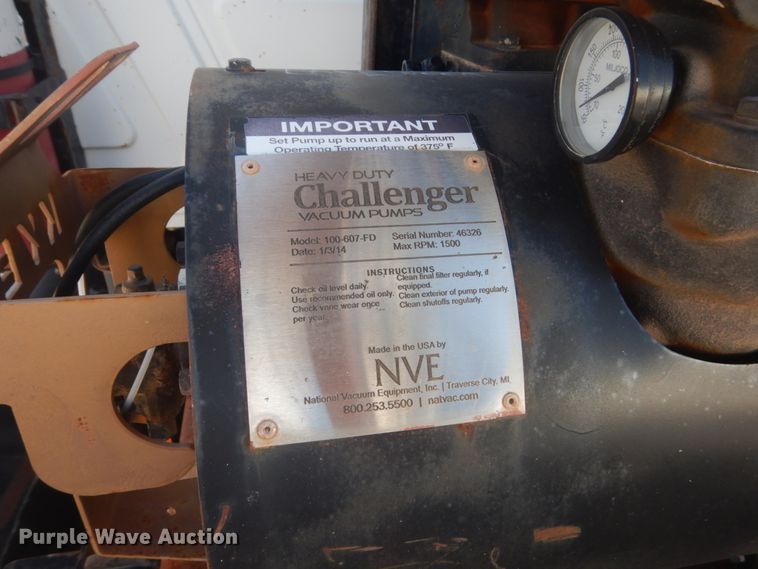 IMPORTANT
Set Pump up to run at a Maximum
Operating Temperature of 375° F
HEAVY DUTY
Challenger
VACUUM PUMPS
Model: 100-607-FD Serial Number: 46326
Date: 1/3/14 Max RPM: 1500
INSTRUCTIONS
Check oil level daily.
Use recommended oil only.
Check vane wear once
per year.
Clean final filter regularly, if
equipped.
Clean exterior of pump regularly.
Clean shutoffs regularly.
Made in the USA by
NVE
National Vacuum Equipment, Inc. | Traverse City, MI.
800.253.5500 | natvac.com
Purple Wave Auction